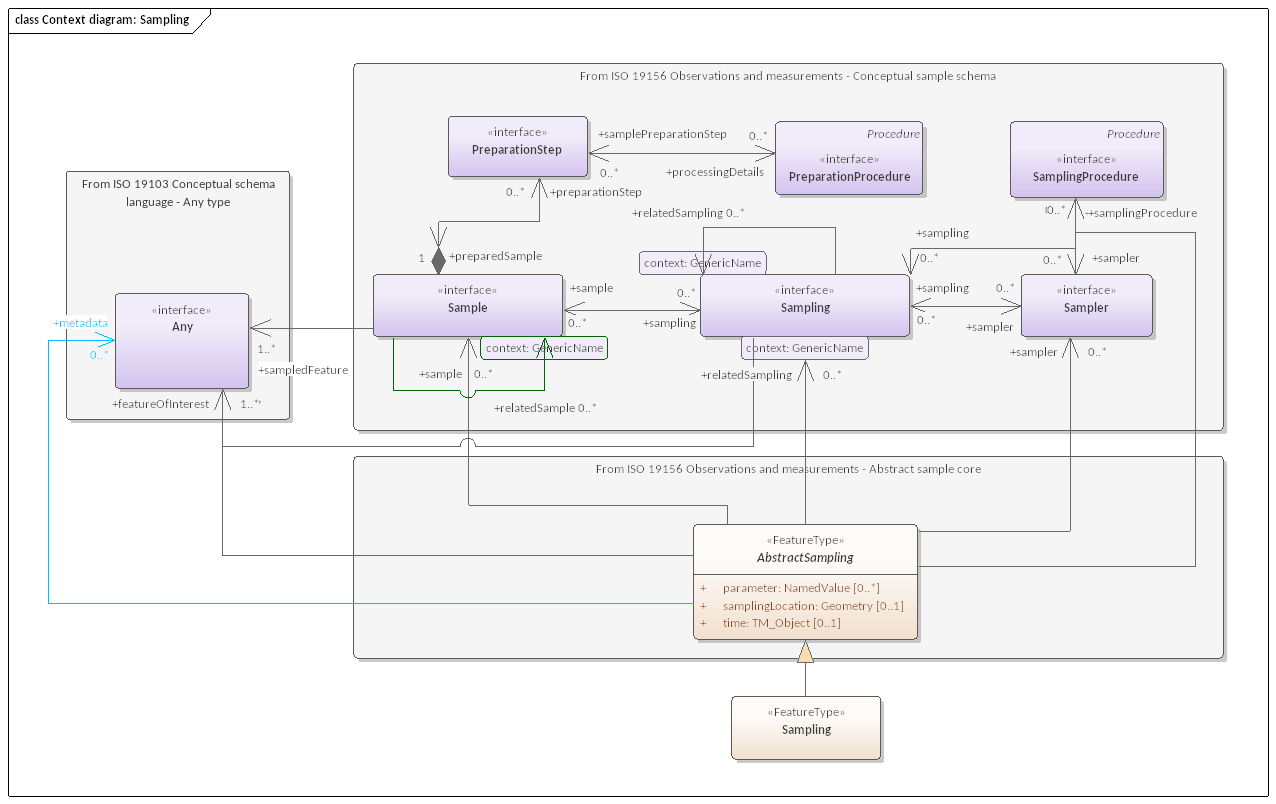 class Context diagram: Sampling
From ISO 19156 Observations and measurements - Conceptual sample schema
«interface»
PreparationStep
+samplePreparationStep
0..*
0..*
+processingDetails
Procedure
«interface»
PreparationProcedure
Procedure
«interface»
SamplingProcedure
From ISO 19103 Conceptual schema
language - Any type
0..*
+preparationStep
+relatedSampling 0..*
0..*
+samplingProcedure
+sampling
0..*
1
+preparedSample
context: GenericName
0..*
+sampler
«interface»
Sample
+sample
0..*
0..*
+sampling
«interface»
Sampling
+sampling
0..*
0..*
+sampler
«interface»
Sampler
«interface»
Any
+metadata
0..*
1..*
+sampledFeature
context: GenericName
context: GenericName
+sampler
0..*
+sample
0..*
+relatedSampling
0..*
+featureOfInterest
1..*
+relatedSample 0..*
From ISO 19156 Observations and measurements - Abstract sample core
«FeatureType»
AbstractSampling
+ parameter: NamedValue [0..*]
+ samplingLocation: Geometry [0..1]
+ time: TM_Object [0..1]
«FeatureType»
Sampling